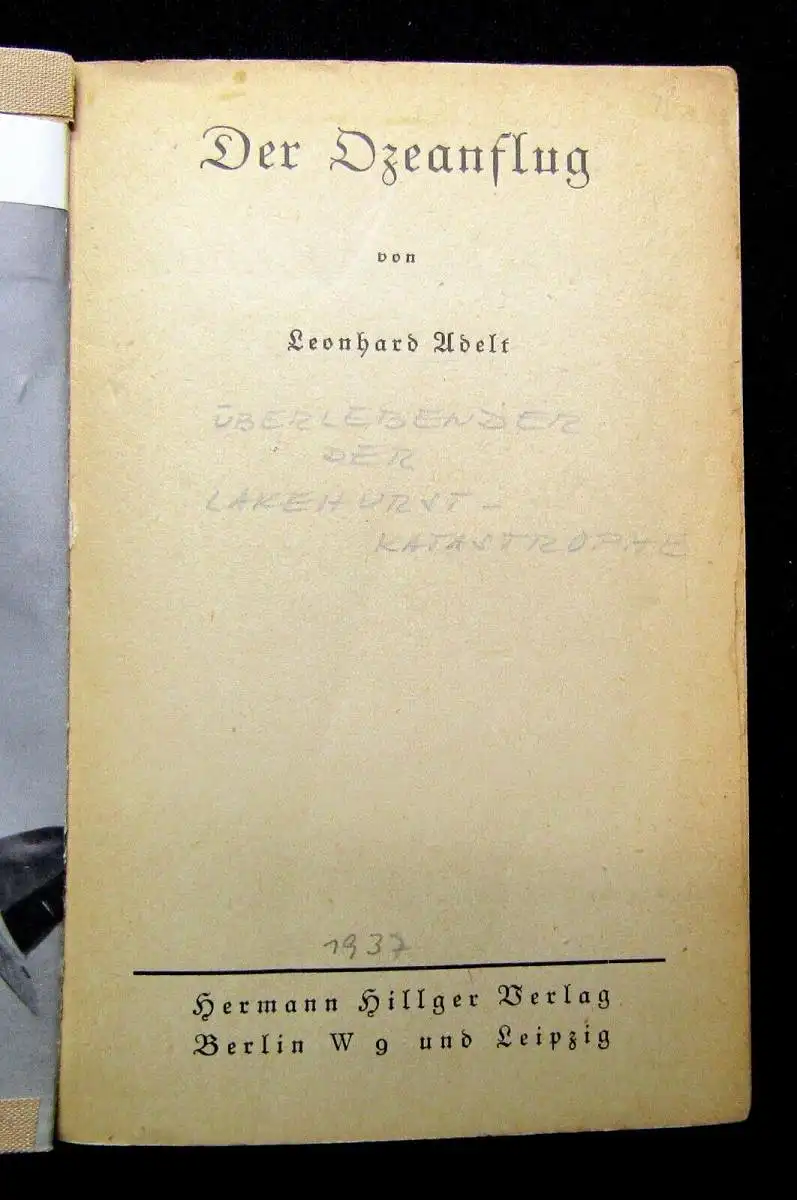 Der Ozeanflug
von
Leonhard Adelt
ÜBERLEBENDER
DER
LAKEHURST-
KATASTROPHE
1937
Hermann Hillger Verlag
Berlin W 9 und Leipzig